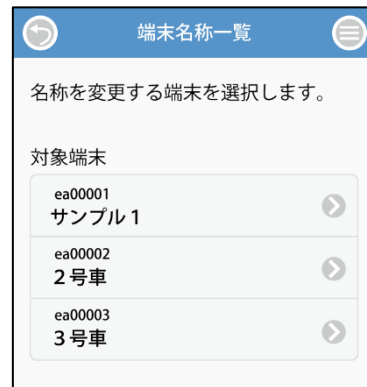 端末名称一覧
名称を変更する端末を選択します。
対象端末
ea00001
サンプル１
ea00002
２号車
ea00003
３号車